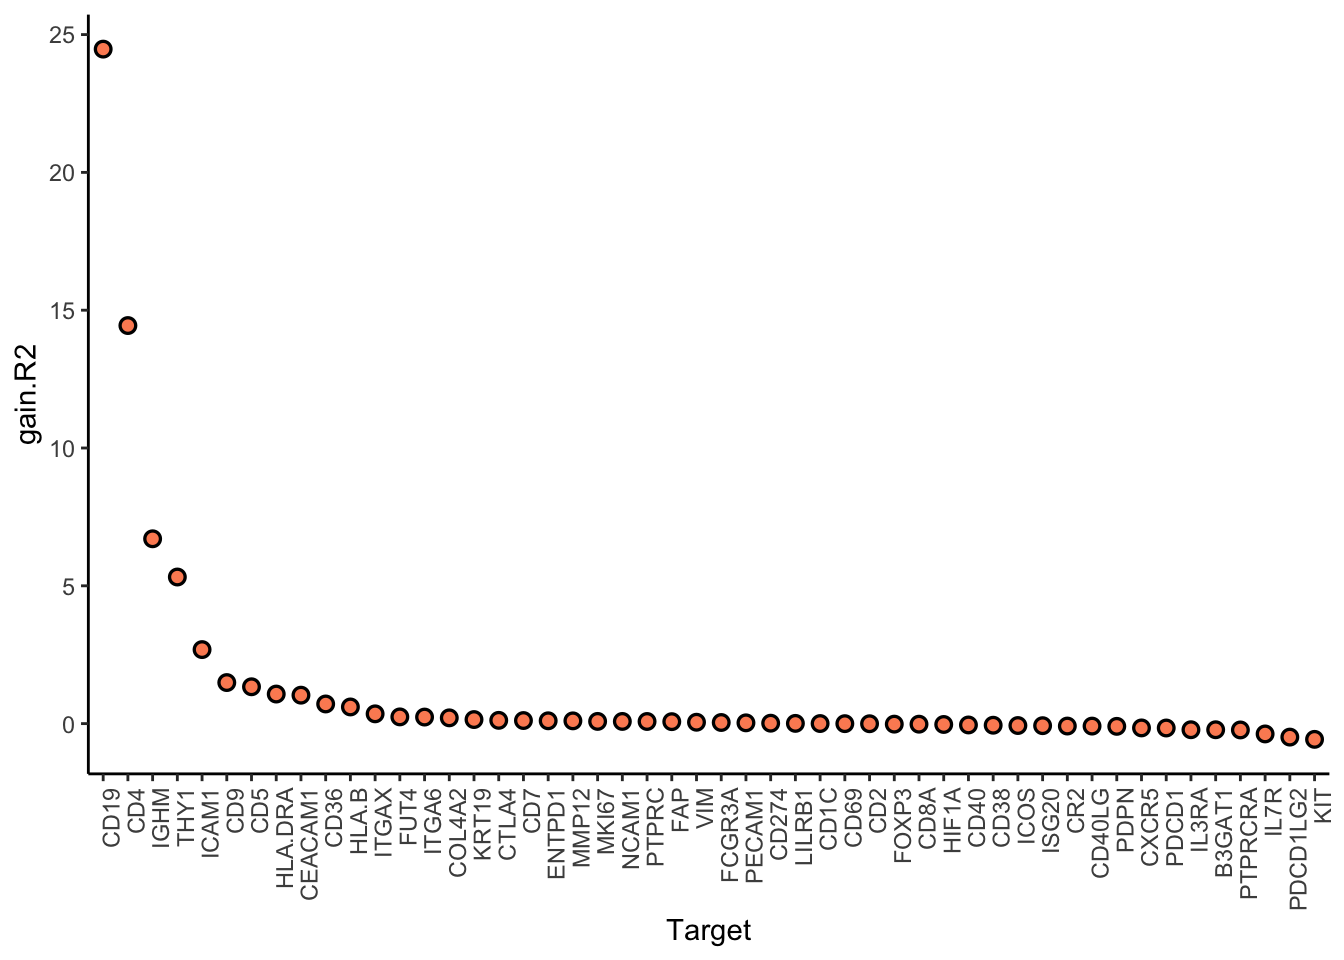 25
20
15
10
5
0
gain.R2
CD19
CD4
IGHM
THY1
ICAM1
CD9
CD5
HLA.DRA
CEACAM1
CD36
HLA.B
ITGAX
FUT4
ITGA6
COL4A2
KRT19
CTLA4
CD7
ENTPD1
MMP12
MKI67
NCAM1
PTPRC
FAP
VIM
FCGR3A
PECAM1
CD274
LILRB1
CD1C
CD69
CD2
FOXP3
CD8A
HIF1A
CD40
CD38
ICOS
ISG20
CR2
CD40LG
PDPN
CXCR5
PDCD1
IL3RA
B3GAT1
PTPRCRA
IL7R
PDCD1LG2
KIT
Target